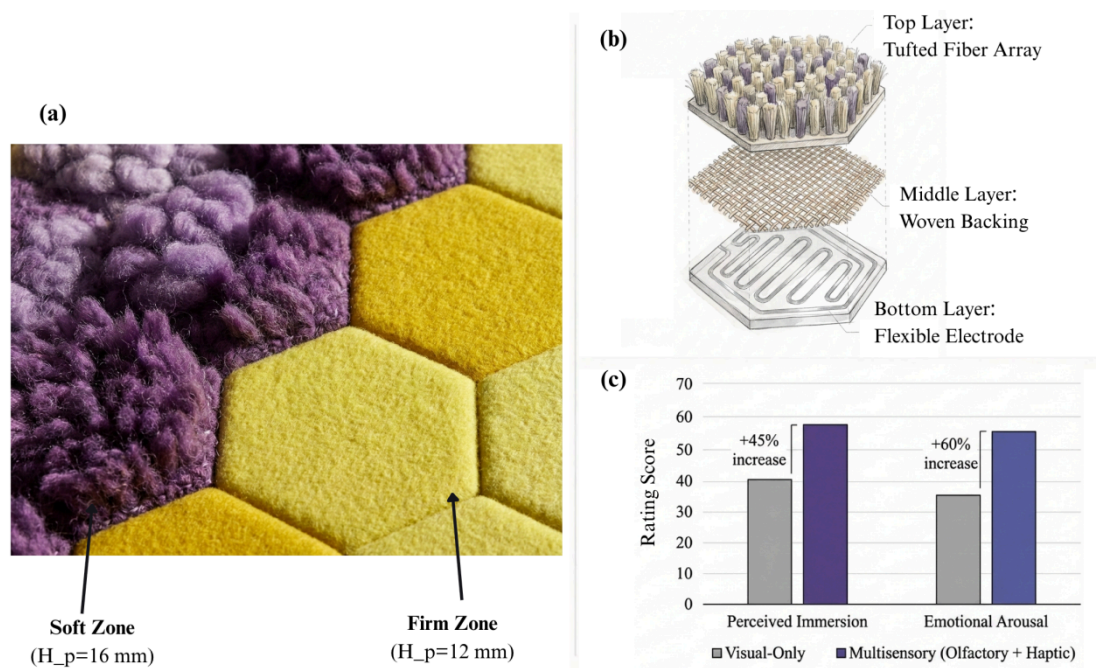 (a)
Soft Zone
(H_p=16 mm)
Firm Zone
(H_p=12 mm)
(b)
Top Layer:
Tufted Fiber Array
Middle Layer:
Woven Backing
Bottom Layer:
Flexible Electrode
(c)
Rating Score
70
60
50
40
30
20
10
0
+45%
increase
+60%
increase
Perceived Immersion
Emotional Arousal
Visual-Only
Multisensory (Olfactory + Haptic)